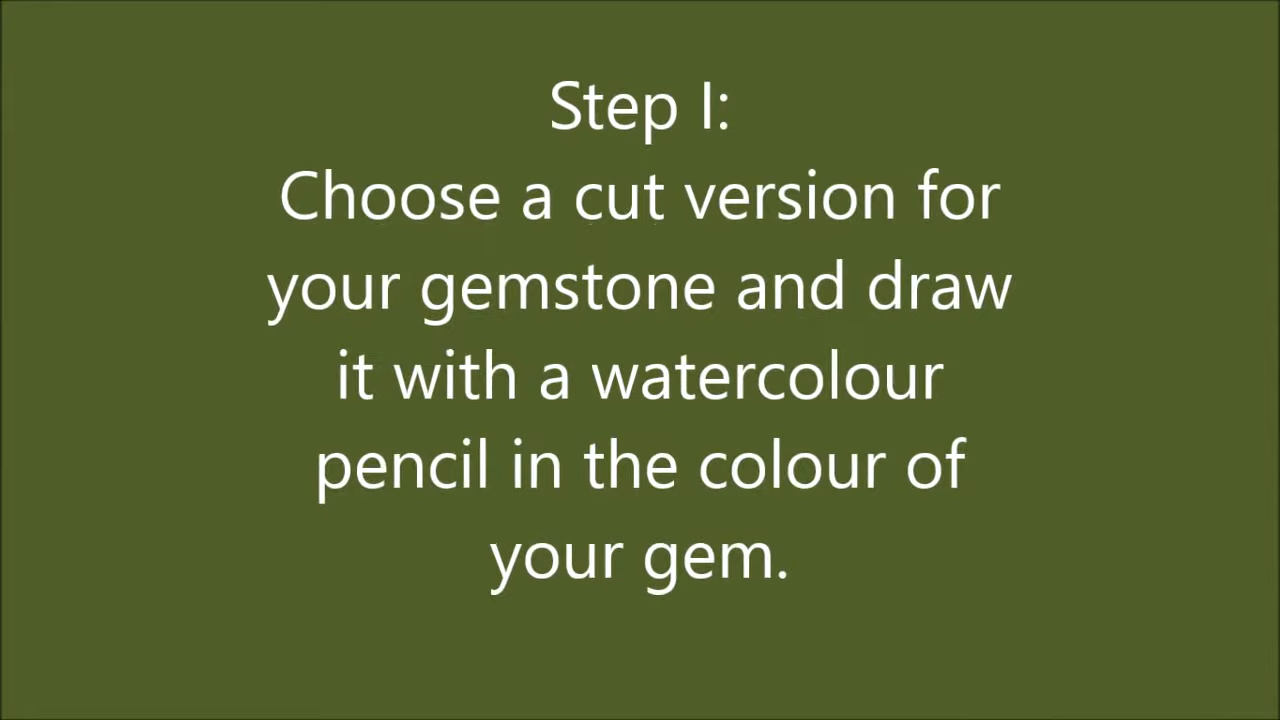 Step I:
Choose a cut version for
your gemstone and draw
it with a watercolour
pencil in the colour of
your gem.